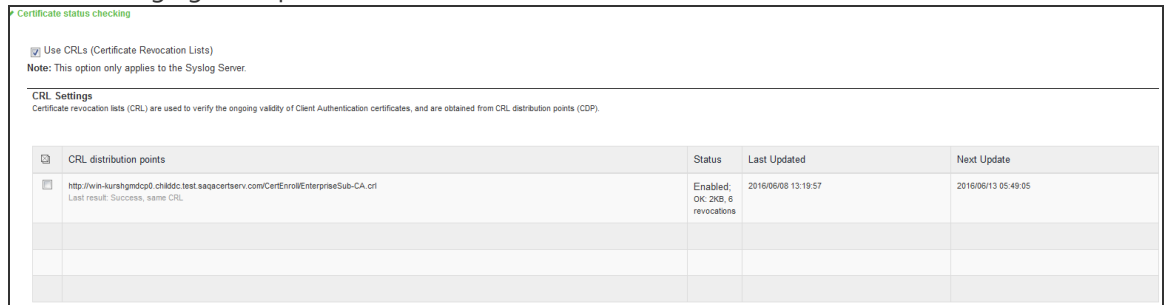 Certificate status checking
Use CRLs (Certificate Revocation Lists)
Note: This option only applies to the Syslog Server.
CRL Settings
Certificate revocation lists (CRL) are used to verify the ongoing validity of Client Authentication certificates, and are obtained from CRL distribution points (CDP).
CRL distribution points Status Last Updated Next Update
http://win-kurshgmdcp0.childdc.test.saqacertserv.com/CertEnroll/EnterpriseSub-CA.crl Enabled; 2016/06/08 13:19:57 2016/06/13 05:49:05
Last result: Success, same CRL OK: 2KB, 6
revocations